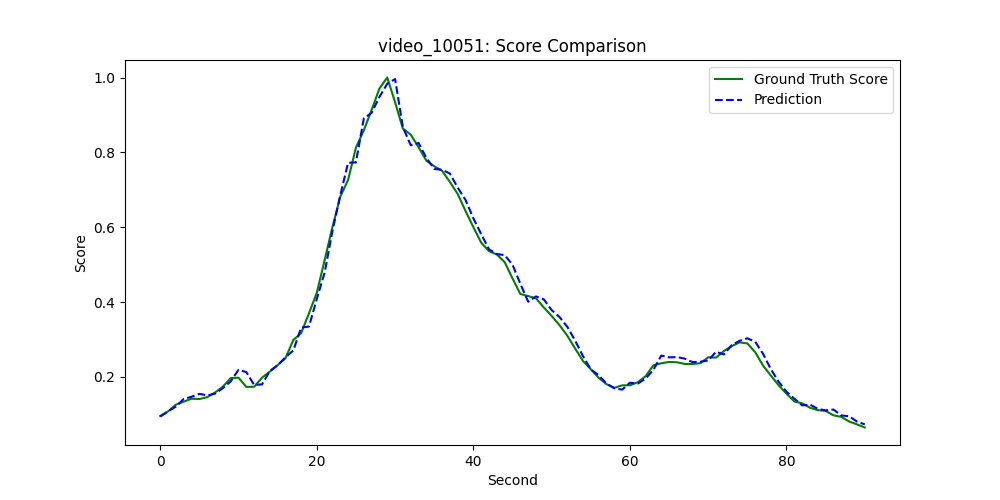 video_10051: Score Comparison
Ground Truth Score
Prediction
1.0
0.8
0.6
0.4
0.2
Score
0 20 40 60 80
Second